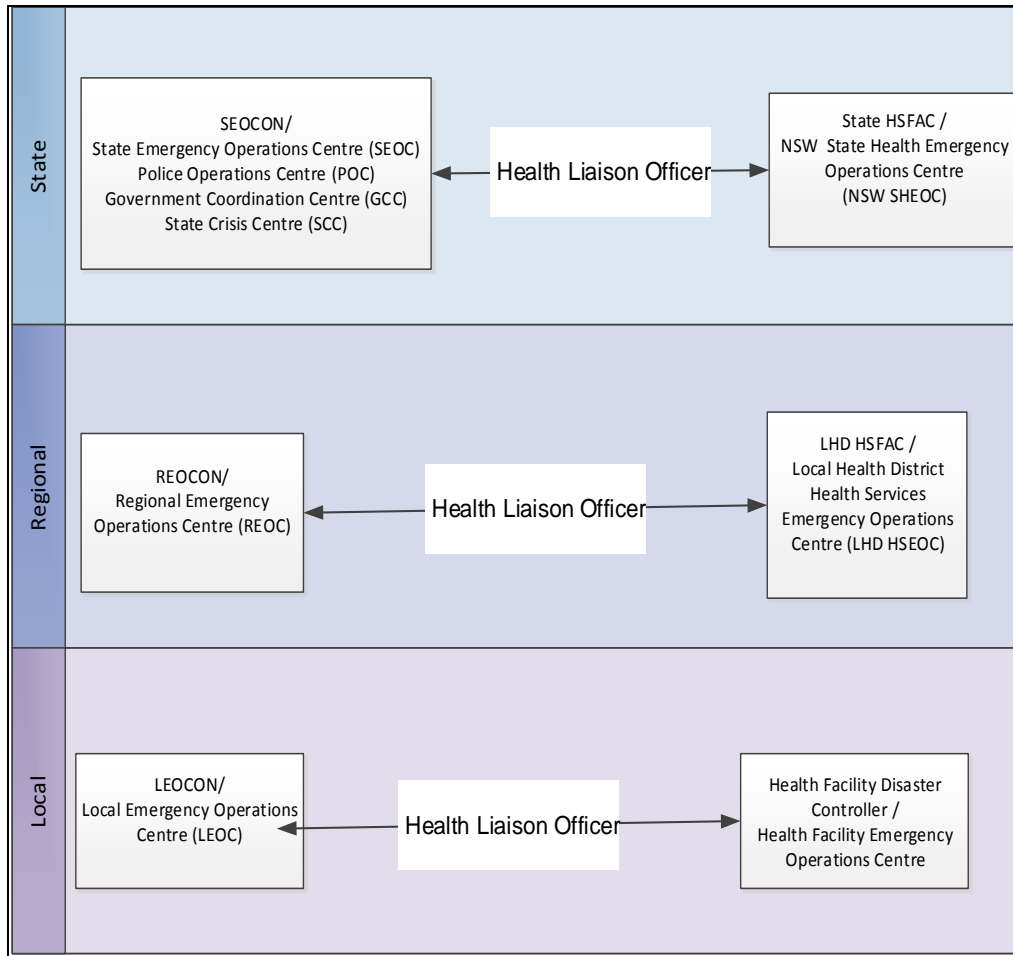 State
SEOCON/
State Emergency Operations Centre (SEOC)
Police Operations Centre (POC)
Government Coordination Centre (GCC)
State Crisis Centre (SCC)
Health Liaison Officer
State HSFAC /
NSW State Health Emergency
Operations Centre
(NSW SHEOC)
Regional
REOCON/
Regional Emergency
Operations Centre (REOC)
Health Liaison Officer
LHD HSFAC /
Local Health District
Health Services
Emergency Operations
Centre (LHD HSEOC)
Local
LEOCON/
Local Emergency Operations
Centre (LEOC)
Health Liaison Officer
Health Facility Disaster
Controller /
Health Facility Emergency
Operations Centre